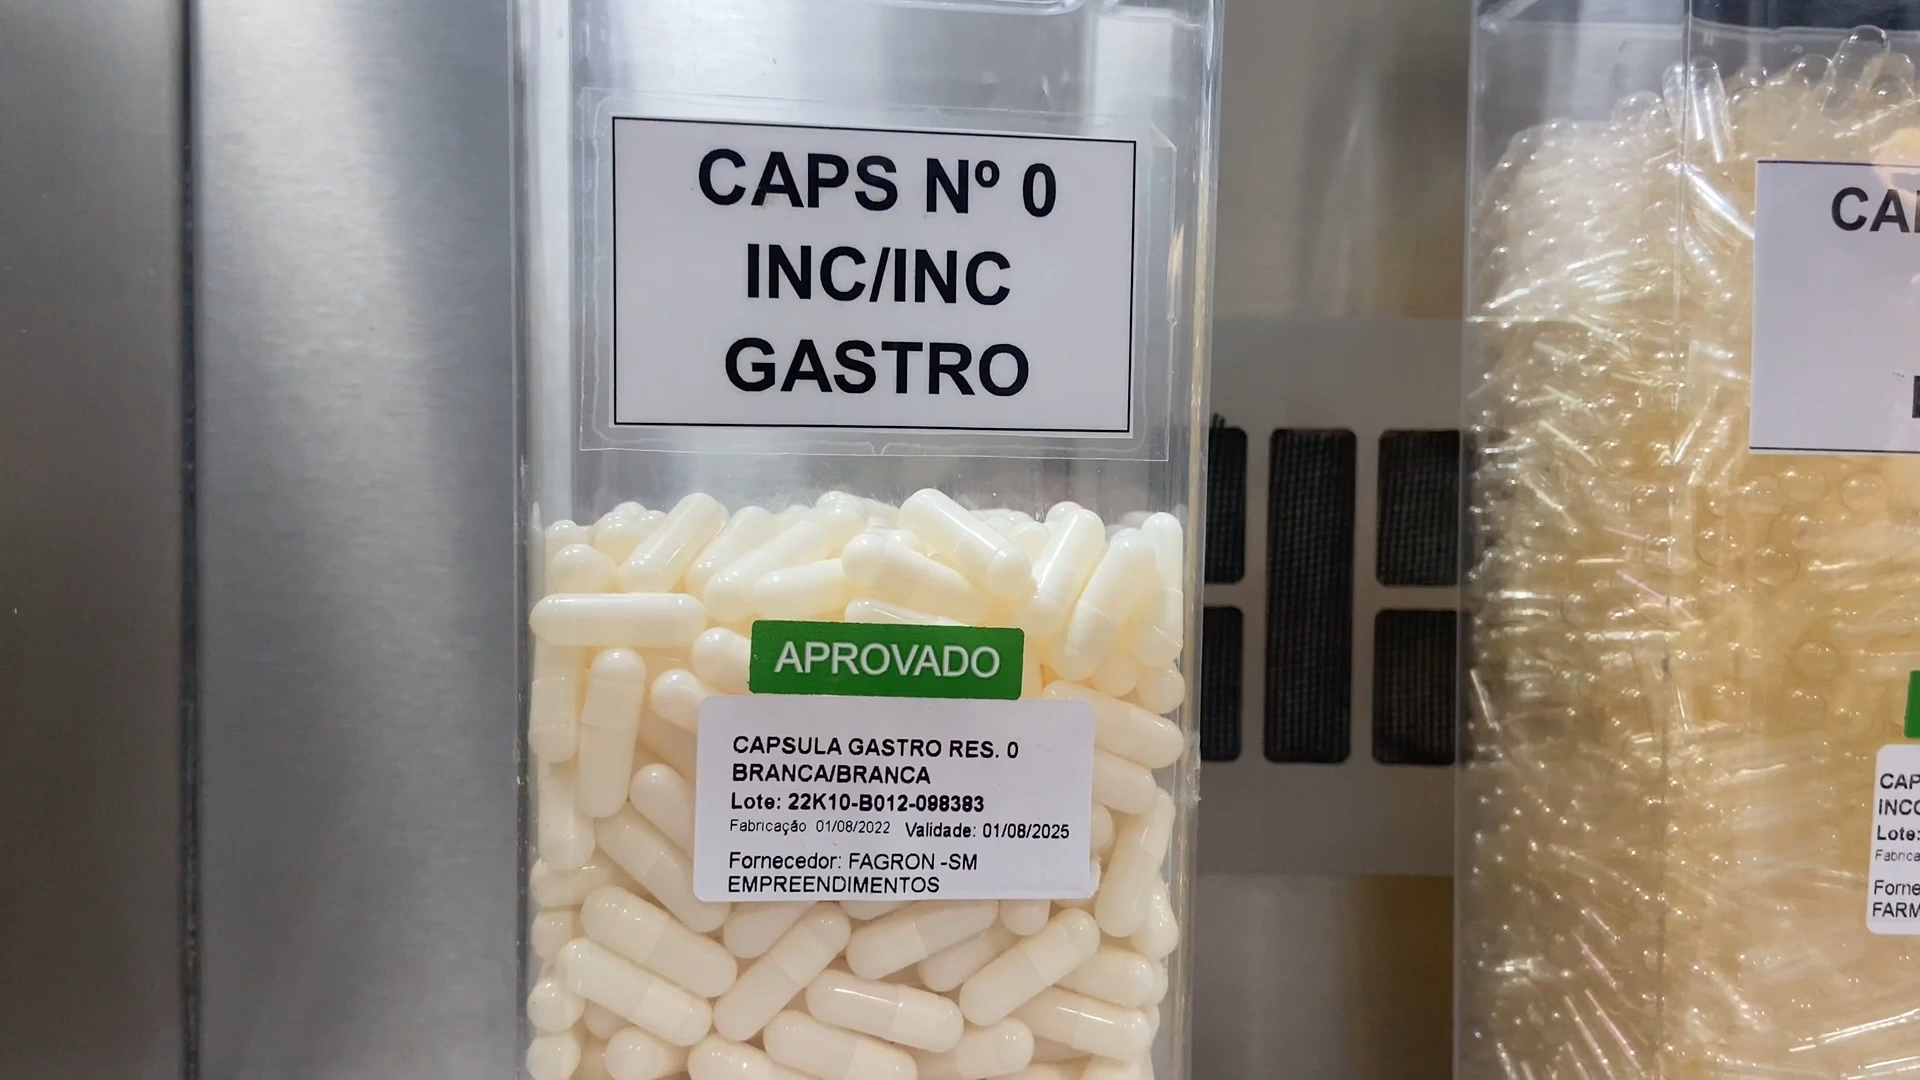 CAPS Nº 0
INC/INC
GASTRO
APROVADO
CAPSULA GASTRO RES. 0
BRANCA/BRANCA
Lote: 22K10-B012-098383
Fabricação 01/08/2022 Validade: 01/08/2025
Fornecedor: FAGRON -SM
EMPREENDIMENTOS
Lote: